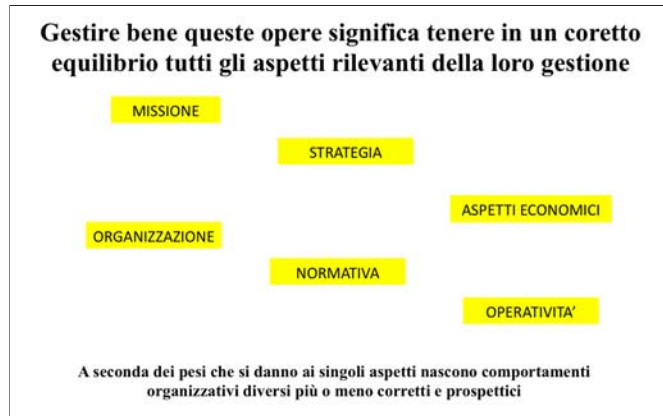 Gestire bene queste opere significa tenere in un coretto
equilibrio tutti gli aspetti rilevanti della loro gestione
MISSIONE
STRATEGIA
ASPETTI ECONOMICI
ORGANIZZAZIONE
NORMATIVA
OPERATIVITA’
A seconda dei pesi che si danno ai singoli aspetti nascono comportamenti
organizzativi diversi più o meno corretti e prospettici